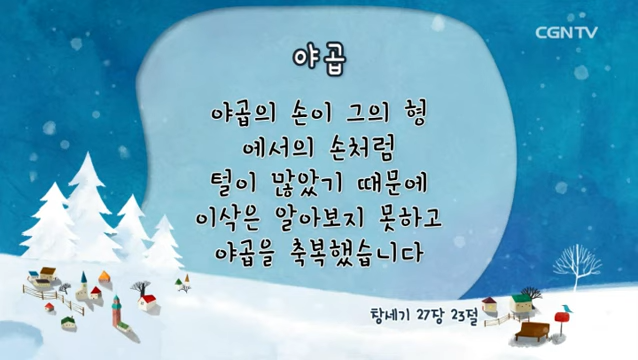 CGNTV
야곱
야곱의 손이 그의 형
에서의 손처럼
털이 많았기 때문에
이삭은 알아보지 못하고
야곱을 축복했습니다
창세기 27장 23절